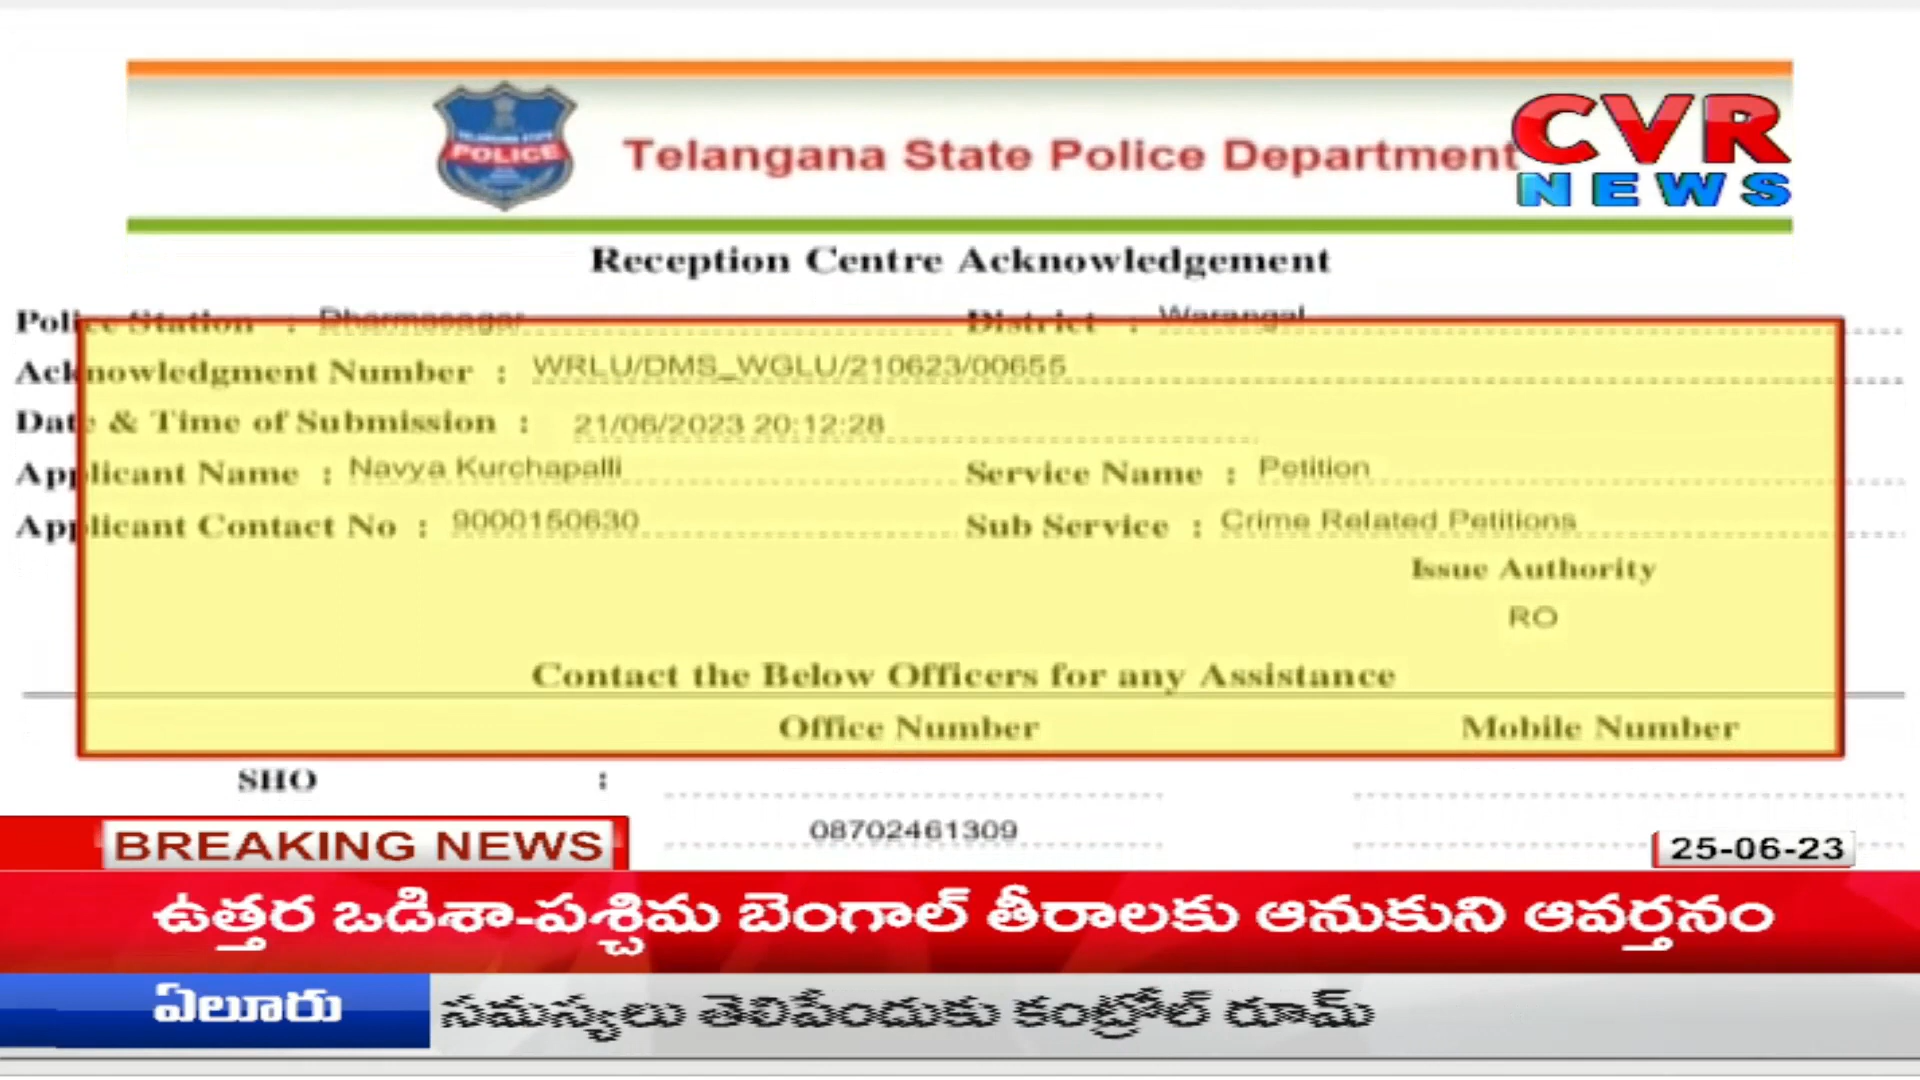 TELANGANA STATE
POLICE
Telangana State Police Department
CVR
NEWS
Reception Centre Acknowledgement
Police Station : Dharmasagar District : Warangal
Acknowledgment Number : WRLU/DMS_WGLU/210623/00655
Date & Time of Submission : 21/06/2023 20:12:28
Applicant Name : Navya Kurchapalli Service Name : Petition
Applicant Contact No : 9000150630 Sub Service : Crime Related Petitions
Issue Authority
RO
Contact the Below Officers for any Assistance
Office Number Mobile Number
SHO :
08702461309
BREAKING NEWS 25-06-23
ఉత్తర ఒడిశా-పశ్చిమ బెంగాల్ తీరాలకు ఆనుకుని ఆవర్తనం
ఏలూరు సమస్యలు తెలిపేందుకు కంట్రోల్ రూమ్